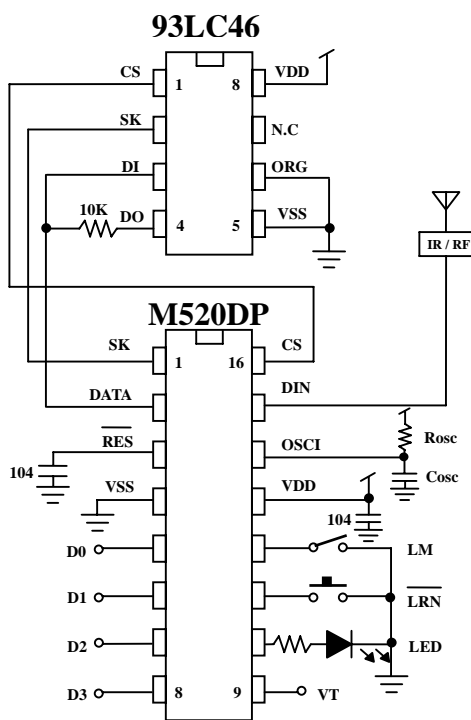 93LC46
CS 1 8 VDD
SK N.C
DI ORG
10K DO 4 5 VSS
IR / RF
M520DP
SK 1 16 CS
DATA DIN
RES OSCI Rosc
104 Cosc
VSS VDD
104
D0 LM
D1 LRN
D2 LED
D3 8 9 VT